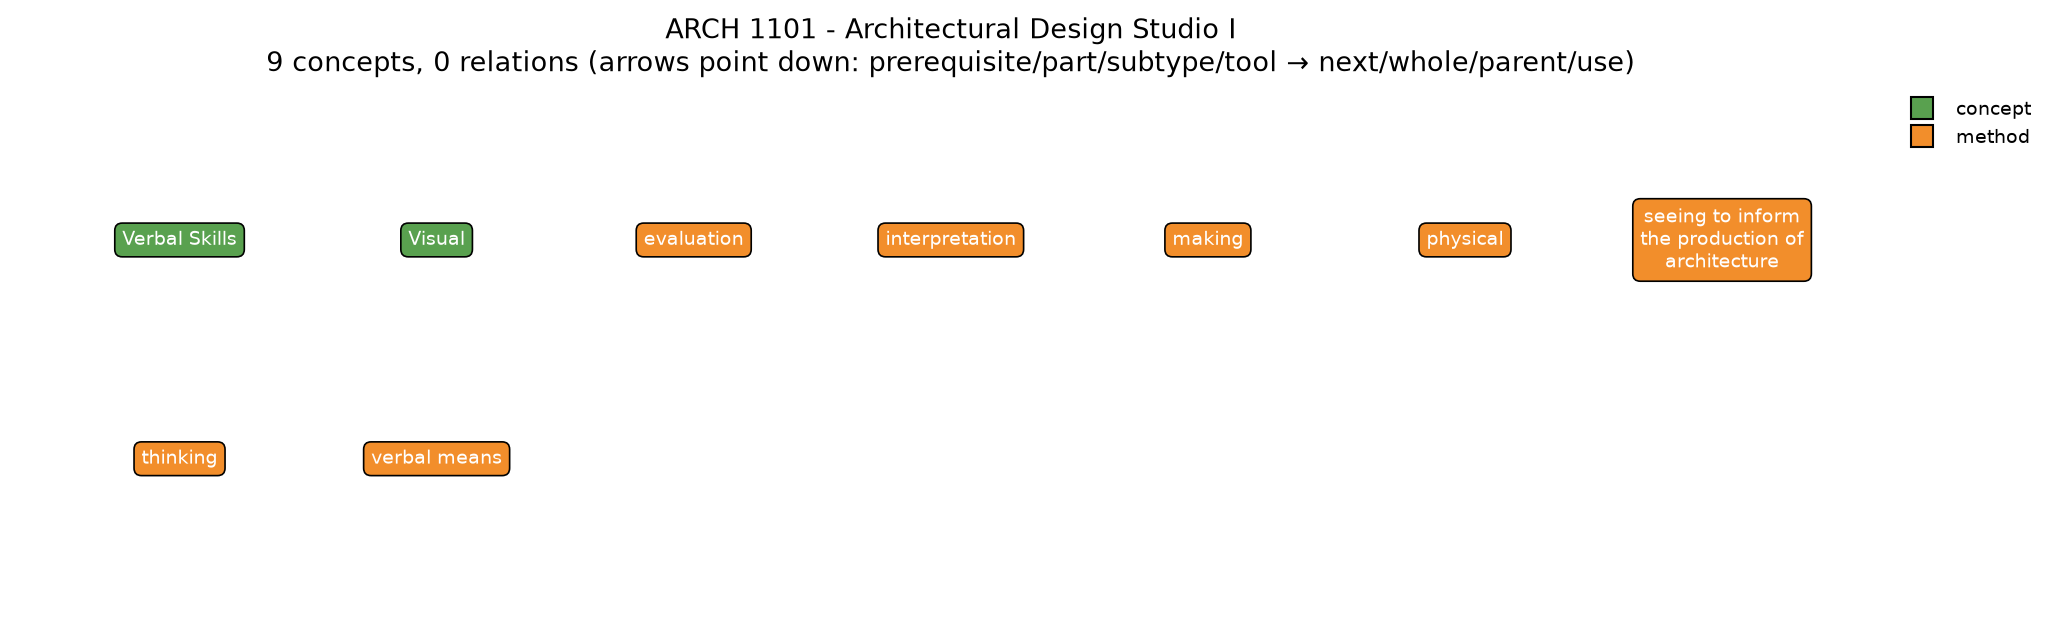 ARCH 1101 - Architectural Design Studio I
9 concepts, 0 relations (arrows point down: prerequisite/part/subtype/tool → next/whole/parent/use)
concept
method
Verbal Skills
Visual
evaluation
interpretation
making
physical
seeing to inform
the production of
architecture
thinking
verbal means